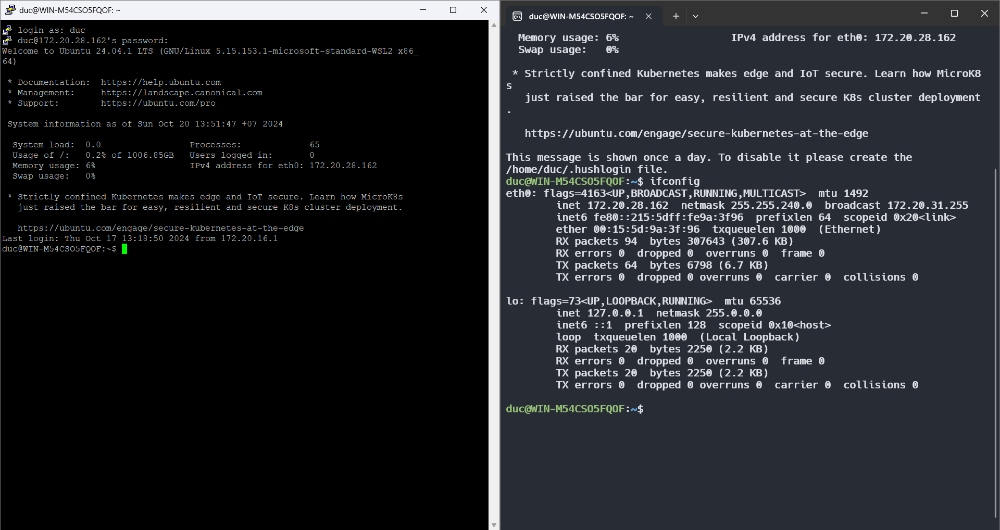 duc@WIN-M54CSO5FQOF: ~
login as: duc
duc@172.20.28.162's password:
Welcome to Ubuntu 24.04.1 LTS (GNU/Linux 5.15.153.1-microsoft-standard-WSL2 x86_
64)
* Documentation:  https://help.ubuntu.com
* Management:     https://landscape.canonical.com
* Support:        https://ubuntu.com/pro
System information as of Sun Oct 20 13:51:47 +07 2024
System load:  0.0                 Processes:             65
Usage of /:   0.2% of 1006.85GB   Users logged in:       0
Memory usage: 6%                  IPv4 address for eth0: 172.20.28.162
Swap usage:   0%
* Strictly confined Kubernetes makes edge and IoT secure. Learn how MicroK8s
just raised the bar for easy, resilient and secure K8s cluster deployment.
https://ubuntu.com/engage/secure-kubernetes-at-the-edge
Last login: Thu Oct 17 13:18:50 2024 from 172.20.16.1
duc@WIN-M54CSO5FQOF:~$
duc@WIN-M54CSO5FQOF: ~
Memory usage: 6%                  IPv4 address for eth0: 172.20.28.162
Swap usage:   0%
* Strictly confined Kubernetes makes edge and IoT secure. Learn how MicroK8
s
just raised the bar for easy, resilient and secure K8s cluster deployment
.
https://ubuntu.com/engage/secure-kubernetes-at-the-edge
This message is shown once a day. To disable it please create the
/home/duc/.hushlogin file.
duc@WIN-M54CSO5FQOF:~$ ifconfig
eth0: flags=4163<UP,BROADCAST,RUNNING,MULTICAST>  mtu 1492
inet 172.20.28.162  netmask 255.255.240.0  broadcast 172.20.31.255
inet6 fe80::215:5dff:fe9a:3f96  prefixlen 64  scopeid 0x20<link>
ether 00:15:5d:9a:3f:96  txqueuelen 1000  (Ethernet)
RX packets 94  bytes 307643 (307.6 KB)
RX errors 0  dropped 0  overruns 0  frame 0
TX packets 64  bytes 6798 (6.7 KB)
TX errors 0  dropped 0 overruns 0  carrier 0  collisions 0
lo: flags=73<UP,LOOPBACK,RUNNING>  mtu 65536
inet 127.0.0.1  netmask 255.0.0.0
inet6 ::1  prefixlen 128  scopeid 0x10<host>
loop  txqueuelen 1000  (Local Loopback)
RX packets 20  bytes 2250 (2.2 KB)
RX errors 0  dropped 0  overruns 0  frame 0
TX packets 20  bytes 2250 (2.2 KB)
TX errors 0  dropped 0 overruns 0  carrier 0  collisions 0
duc@WIN-M54CSO5FQOF:~$